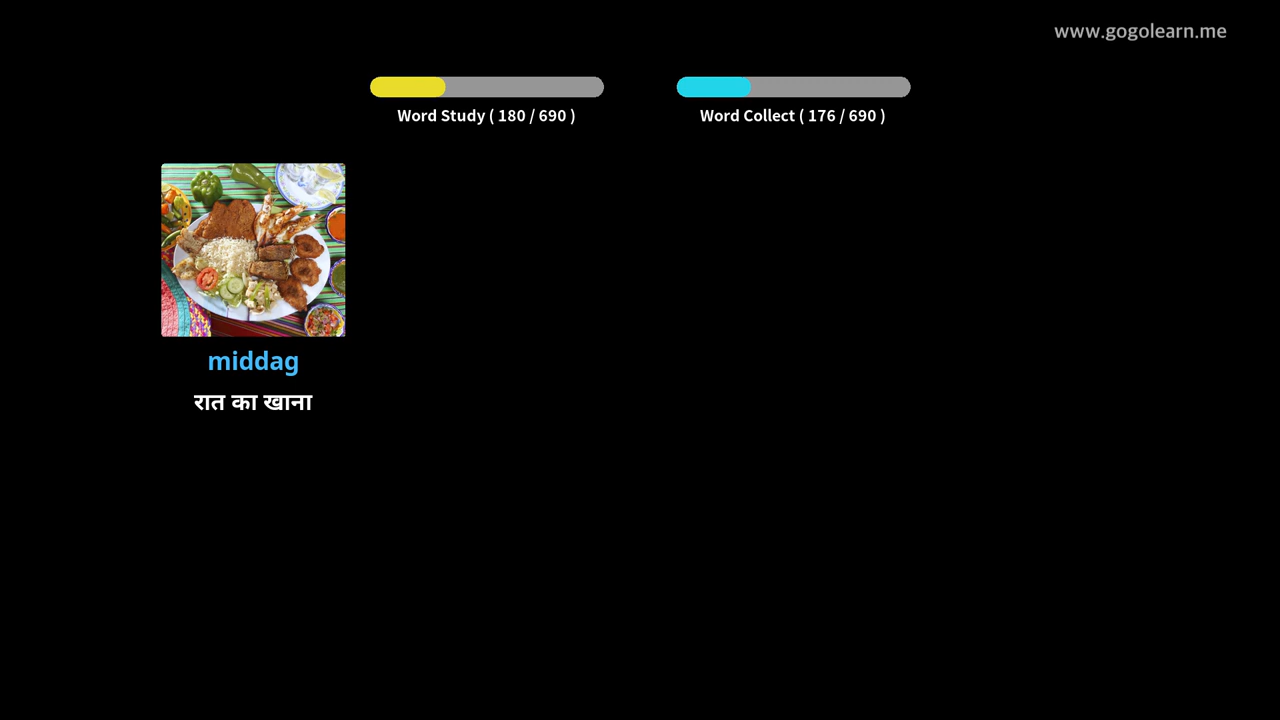 www.gogolearn.me
Word Study ( 180 / 690 )
Word Collect ( 176 / 690 )
middag
रात का खाना